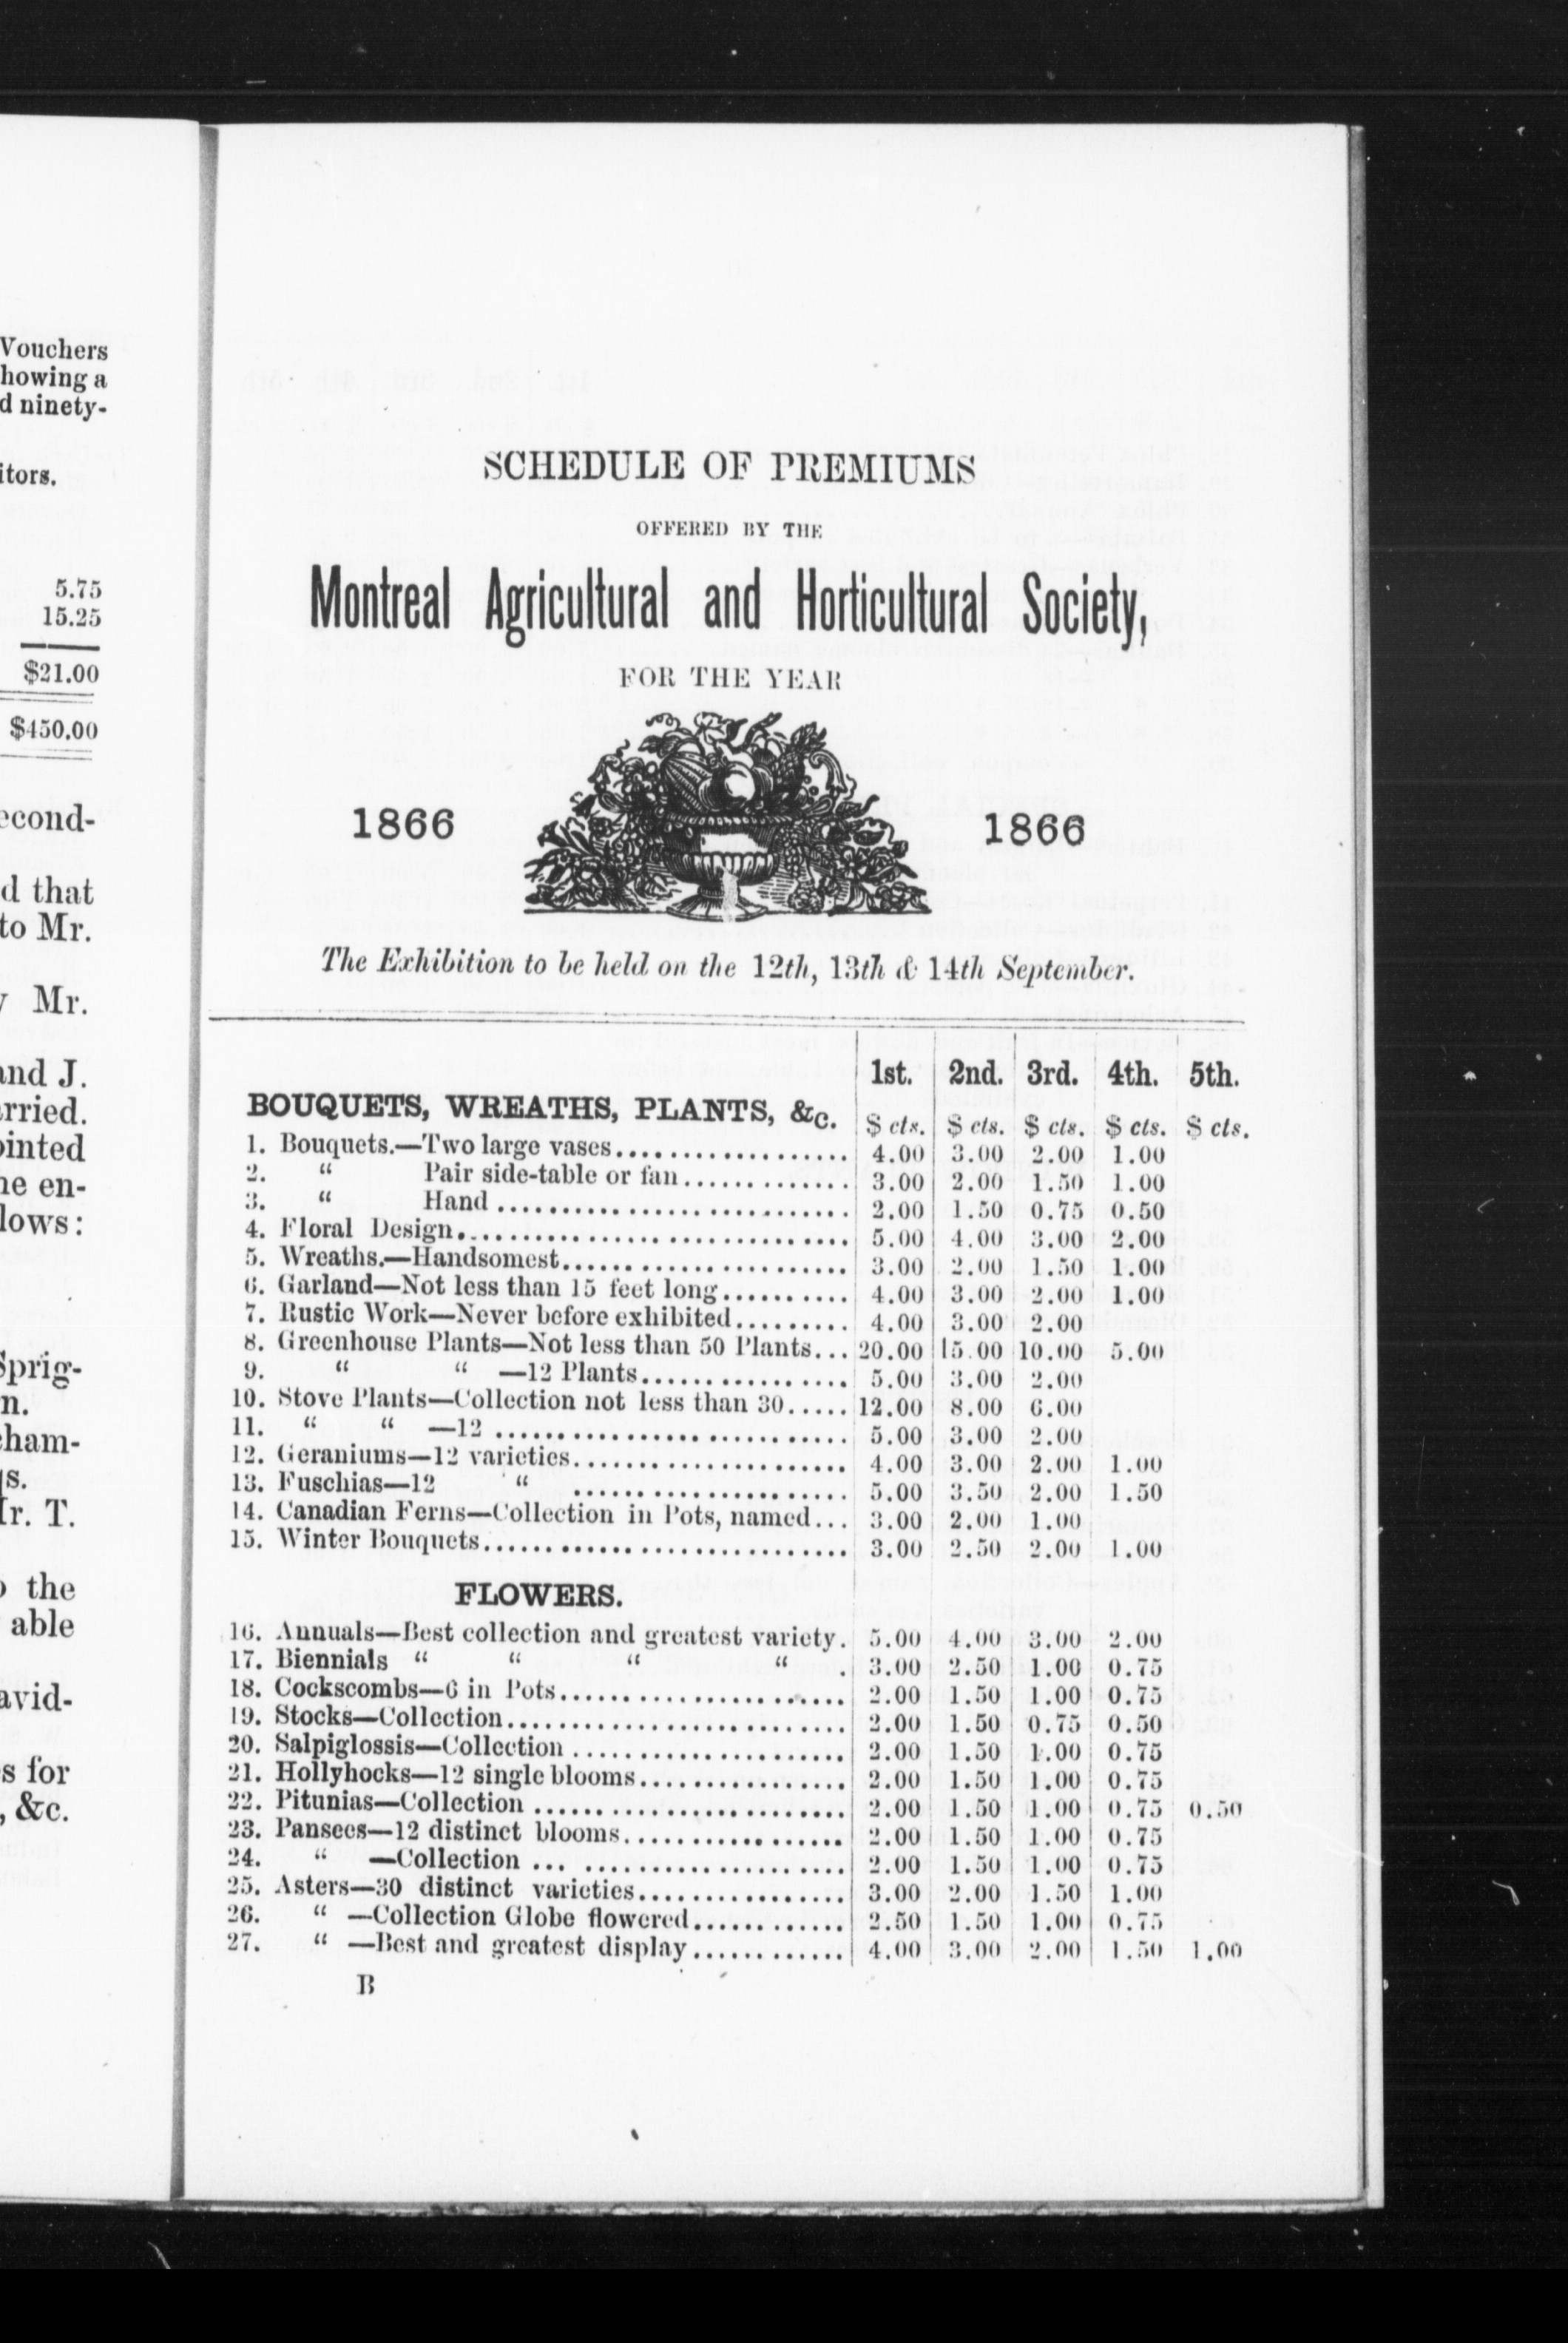 Vouchers
howing a
d ninety-
itors.
5.75
15.25
$21.00
$450.00
econd-
d that
to Mr.
Mr.
and J.
rried.
ointed
ne en-
lows:
Sprig-
n.
cham-
s.
Mr. T.
the
able
avid-
s for
, &c.
SCHEDULE OF PREMIUMS
OFFERED BY THE
Montreal Agricultural and Horticultural Society,
FOR THE YEAR
1866 1866
The Exhibition to be held on the 12th, 13th & 14th September.
1st. 2nd. 3rd. 4th. 5th.
BOUQUETS, WREATHS, PLANTS, &c. $ cts. $ cts. $ cts. $ cts. $ cts.
1. Bouquets.—Two large vases.................. 4.00 3.00 2.00 1.00
2. “ Pair side-table or fan............. 3.00 2.00 1.50 1.00
3. “ Hand ........................... 2.00 1.50 0.75 0.50
4. Floral Design.............................. 5.00 4.00 3.00 2.00
5. Wreaths.—Handsomest...................... 3.00 2.00 1.50 1.00
6. Garland—Not less than 15 feet long.......... 4.00 3.00 2.00 1.00
7. Rustic Work—Never before exhibited......... 4.00 3.00 2.00
8. Greenhouse Plants—Not less than 50 Plants... 20.00 15.00 10.00 5.00
9. “ “ —12 Plants................ 5.00 3.00 2.00
10. Stove Plants—Collection not less than 30..... 12.00 8.00 6.00
11. “ “ —12 ........................... 5.00 3.00 2.00
12. Geraniums—12 varieties..................... 4.00 3.00 2.00 1.00
13. Fuschias—12 “ ..................... 5.00 3.50 2.00 1.50
14. Canadian Ferns—Collection in Pots, named... 3.00 2.00 1.00
15. Winter Bouquets............................ 3.00 2.50 2.00 1.00
FLOWERS.
16. Annuals—Best collection and greatest variety. 5.00 4.00 3.00 2.00
17. Biennials “ “ “ “ . 3.00 2.50 1.00 0.75
18. Cockscombs—6 in Pots...................... 2.00 1.50 1.00 0.75
19. Stocks—Collection.......................... 2.00 1.50 0.75 0.50
20. Salpiglossis—Collection ..................... 2.00 1.50 1.00 0.75
21. Hollyhocks—12 single blooms................ 2.00 1.50 1.00 0.75
22. Pitunias—Collection ........................ 2.00 1.50 1.00 0.75 0.50
23. Pansees—12 distinct blooms................. 2.00 1.50 1.00 0.75
24. “ —Collection ... .................... 2.00 1.50 1.00 0.75
25. Asters—30 distinct varieties................ 3.00 2.00 1.50 1.00
26. “ —Collection Globe flowered............ 2.50 1.50 1.00 0.75
27. “ —Best and greatest display............ 4.00 3.00 2.00 1.50 1.00
B